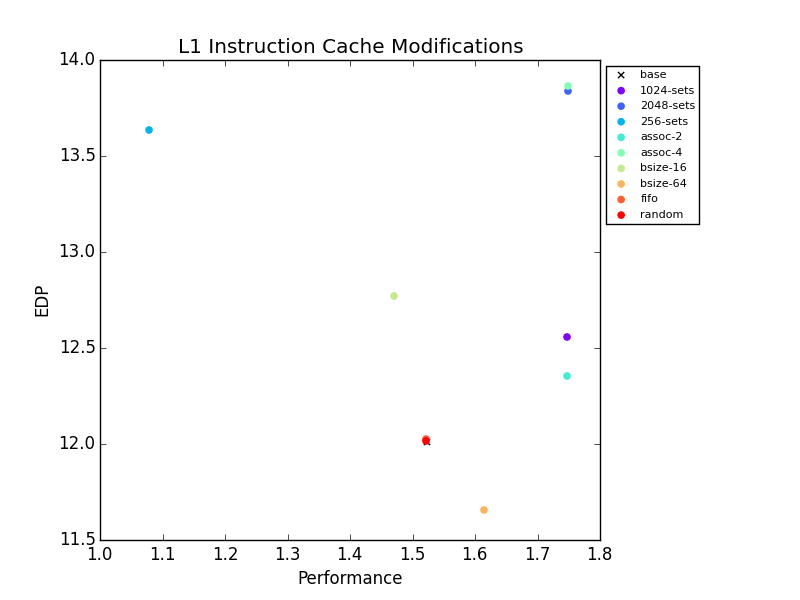 L1 Instruction Cache Modifications
14.0
13.5
13.0
12.5
12.0
11.5
EDP
1.0 1.1 1.2 1.3 1.4 1.5 1.6 1.7 1.8
Performance
base
1024-sets
2048-sets
256-sets
assoc-2
assoc-4
bsize-16
bsize-64
fifo
random